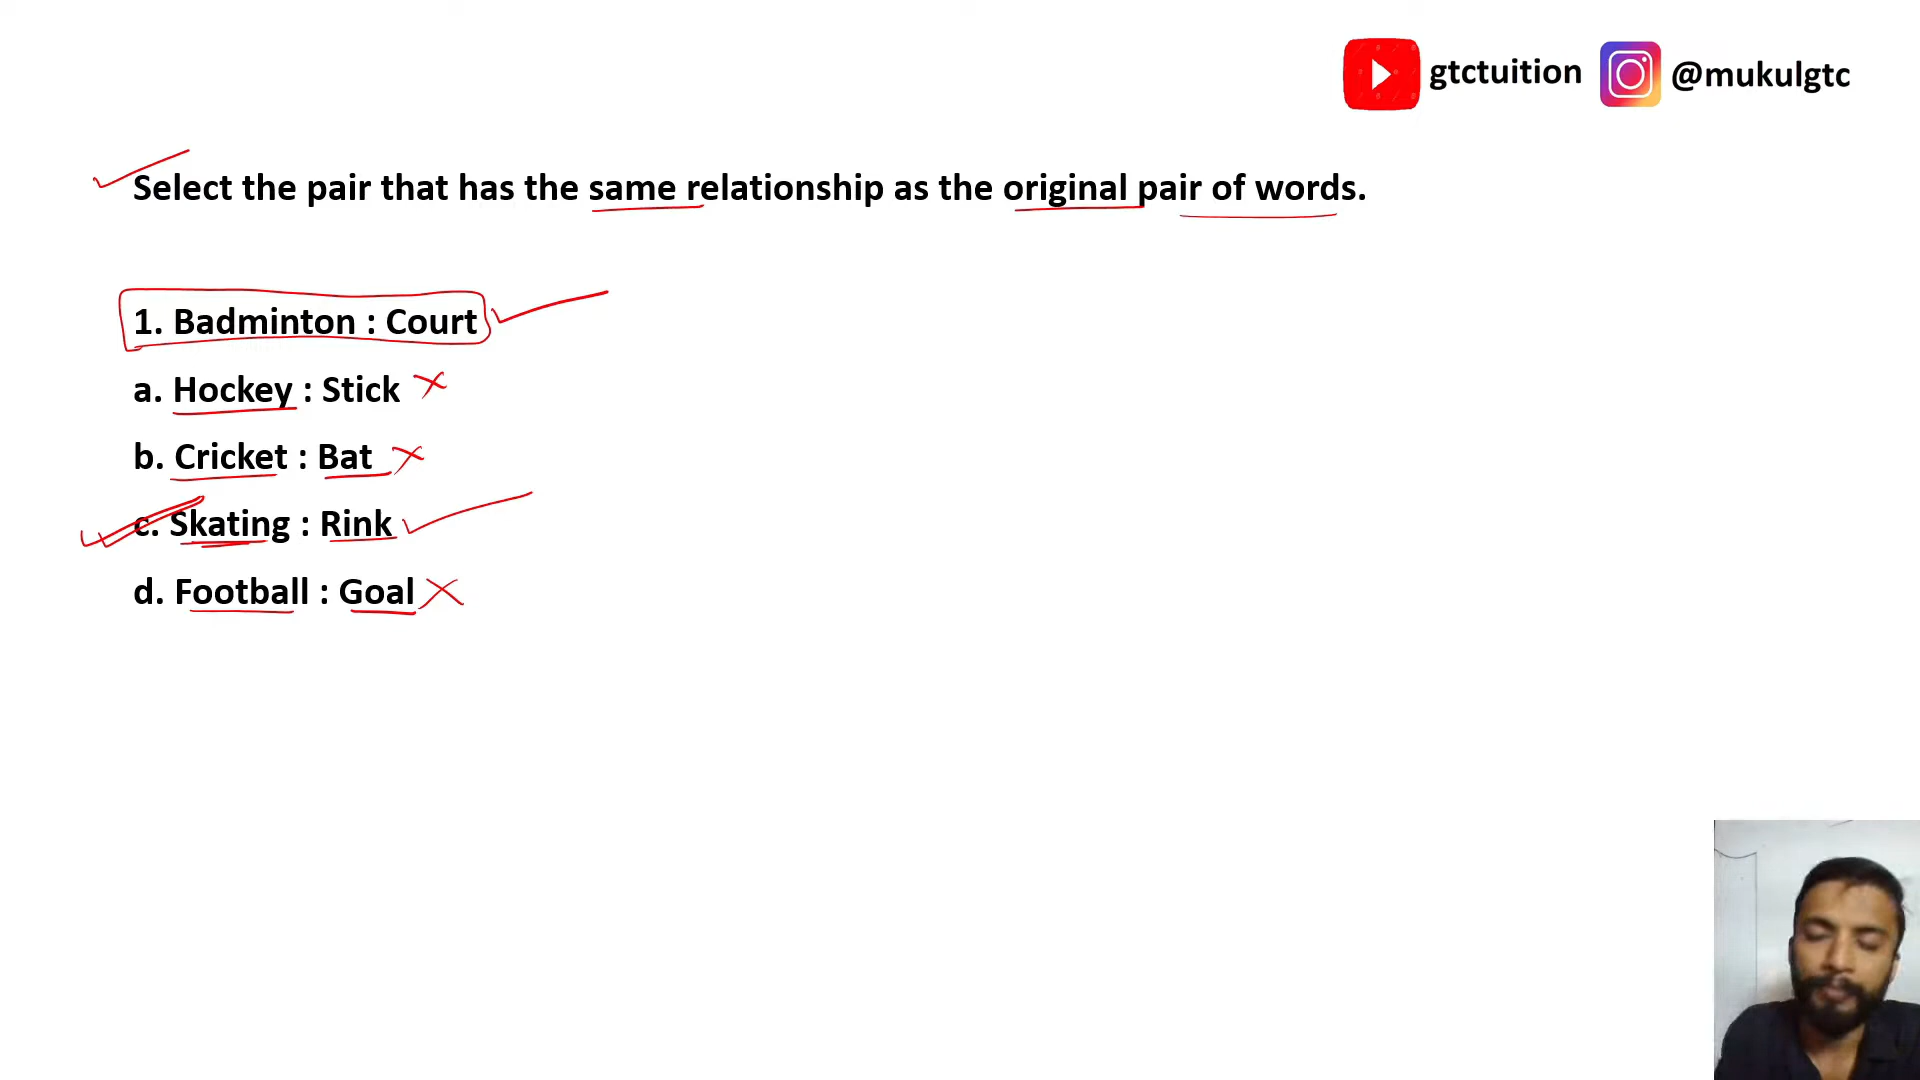 gtctuition @mukulgtc
Select the pair that has the same relationship as the original pair of words.
1. Badminton : Court
a. Hockey : Stick
b. Cricket : Bat
c. Skating : Rink
d. Football : Goal